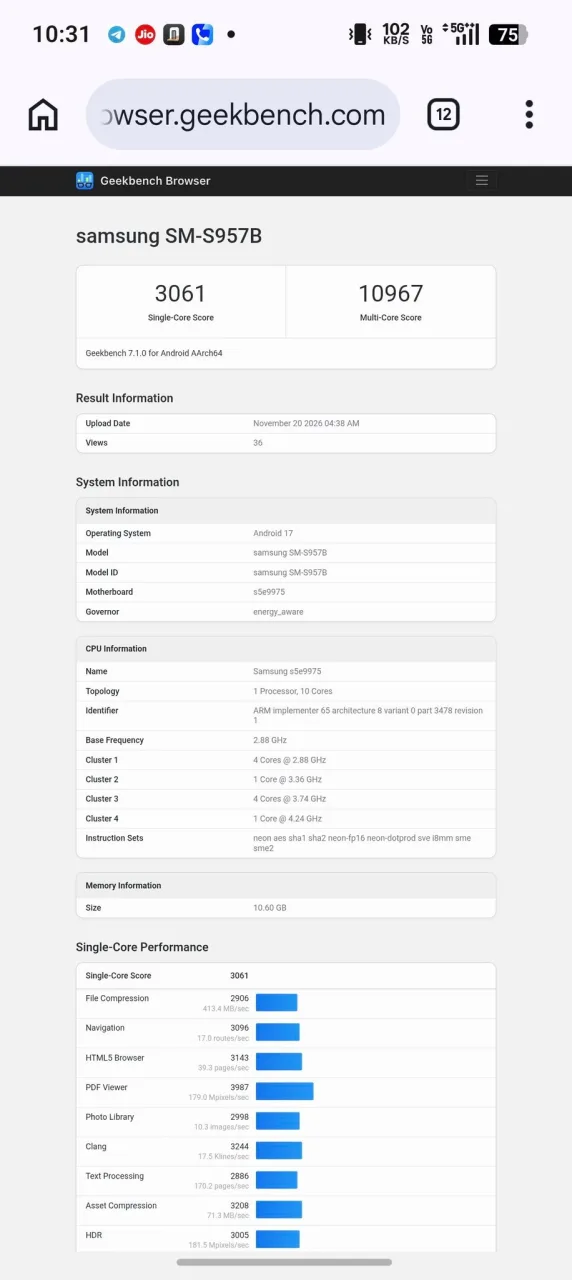 10:31
Jio
102 KB/S
Vo 5G
5G++
75
owser.geekbench.com
12
Geekbench Browser
samsung SM-S957B
3061
10967
Single-Core Score
Multi-Core Score
Geekbench 7.1.0 for Android AArch64
Result Information
Upload Date November 20 2026 04:38 AM
Views 36
System Information
System Information
Operating System Android 17
Model samsung SM-S957B
Model ID samsung SM-S957B
Motherboard s5e9975
Governor energy_aware
CPU Information
Name Samsung s5e9975
Topology 1 Processor, 10 Cores
Identifier ARM implementer 65 architecture 8 variant 0 part 3478 revision
1
Base Frequency 2.88 GHz
Cluster 1 4 Cores @ 2.88 GHz
Cluster 2 1 Core @ 3.36 GHz
Cluster 3 4 Cores @ 3.74 GHz
Cluster 4 1 Core @ 4.24 GHz
Instruction Sets neon aes sha1 sha2 neon-fp16 neon-dotprod sve i8mm sme
sme2
Memory Information
Size 10.60 GB
Single-Core Performance
Single-Core Score 3061
File Compression 2906
413.4 MB/sec
Navigation 3096
17.0 routes/sec
HTML5 Browser 3143
39.3 pages/sec
PDF Viewer 3987
179.0 Mpixels/sec
Photo Library 2998
10.3 images/sec
Clang 3244
17.5 Klines/sec
Text Processing 2886
170.2 pages/sec
Asset Compression 3208
71.3 MB/sec
HDR 3005
181.5 Mpixels/sec